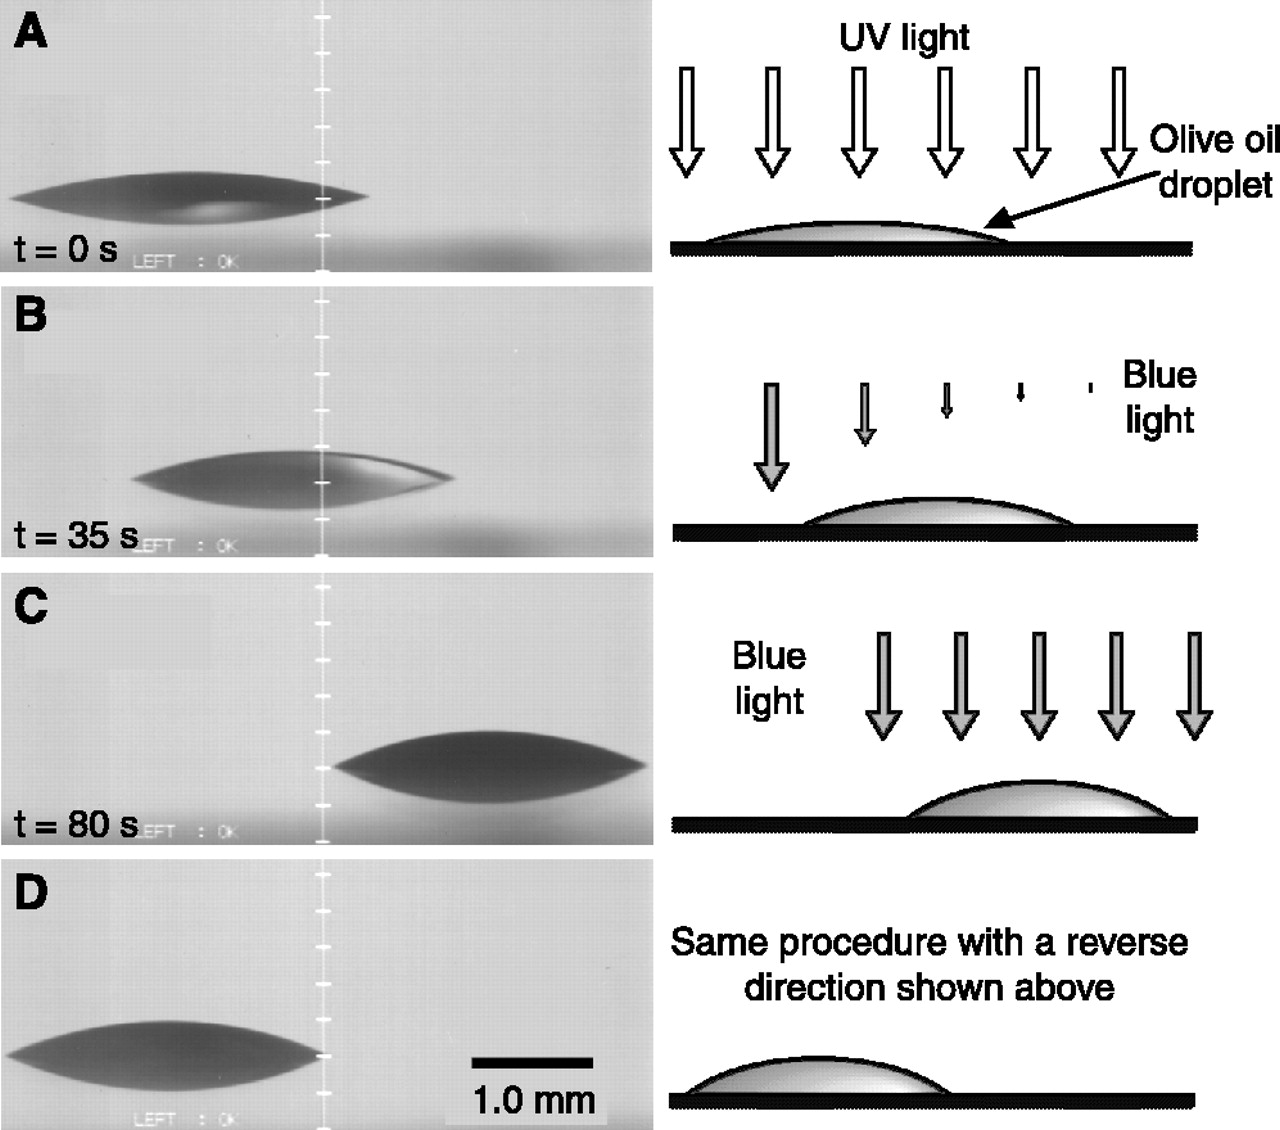 A
UV light
Olive oil
droplet
t = 0 s
LEFT : OK
B
Blue
light
t = 35 s
LEFT : OK
C
Blue
light
t = 80 s
LEFT : OK
D
Same procedure with a reverse
direction shown above
1.0 mm
LEFT : OK